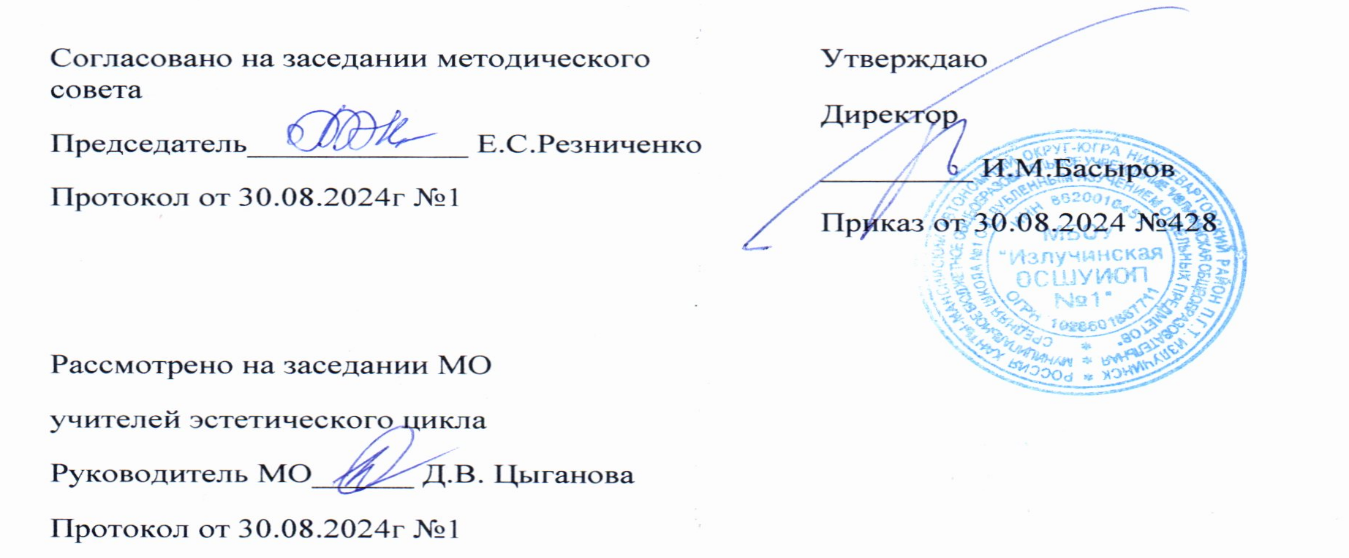 Согласовано на заседании методического
совета
Председатель________________ Е.С.Резниченко
Протокол от 30.08.2024г №1
Утверждаю
Директор
___________ И.М.Басыров
Приказ от 30.08.2024 №428
МБОУ
"Излучинская
ОСШУИОП
№1"
Рассмотрено на заседании МО
учителей эстетического цикла
Руководитель МО_______ Д.В. Цыганова
Протокол от 30.08.2024г №1